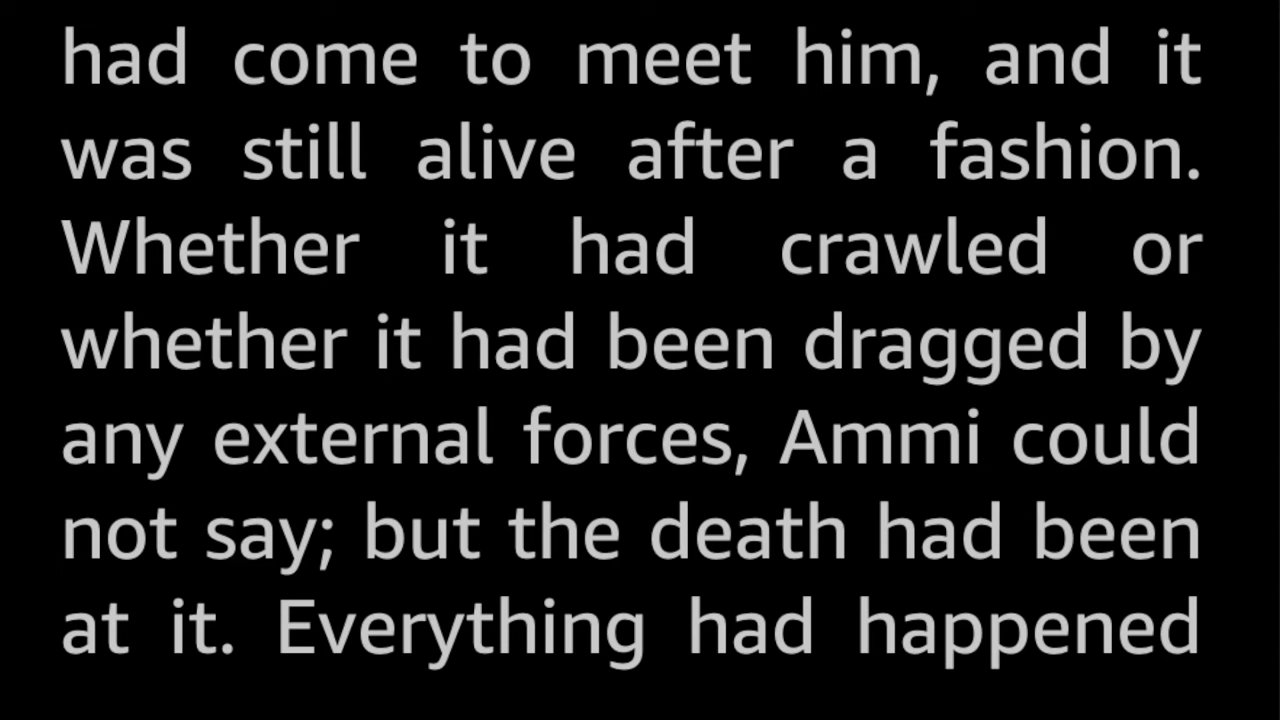 had come to meet him, and it
was still alive after a fashion.
Whether it had crawled or
whether it had been dragged by
any external forces, Ammi could
not say; but the death had been
at it. Everything had happened